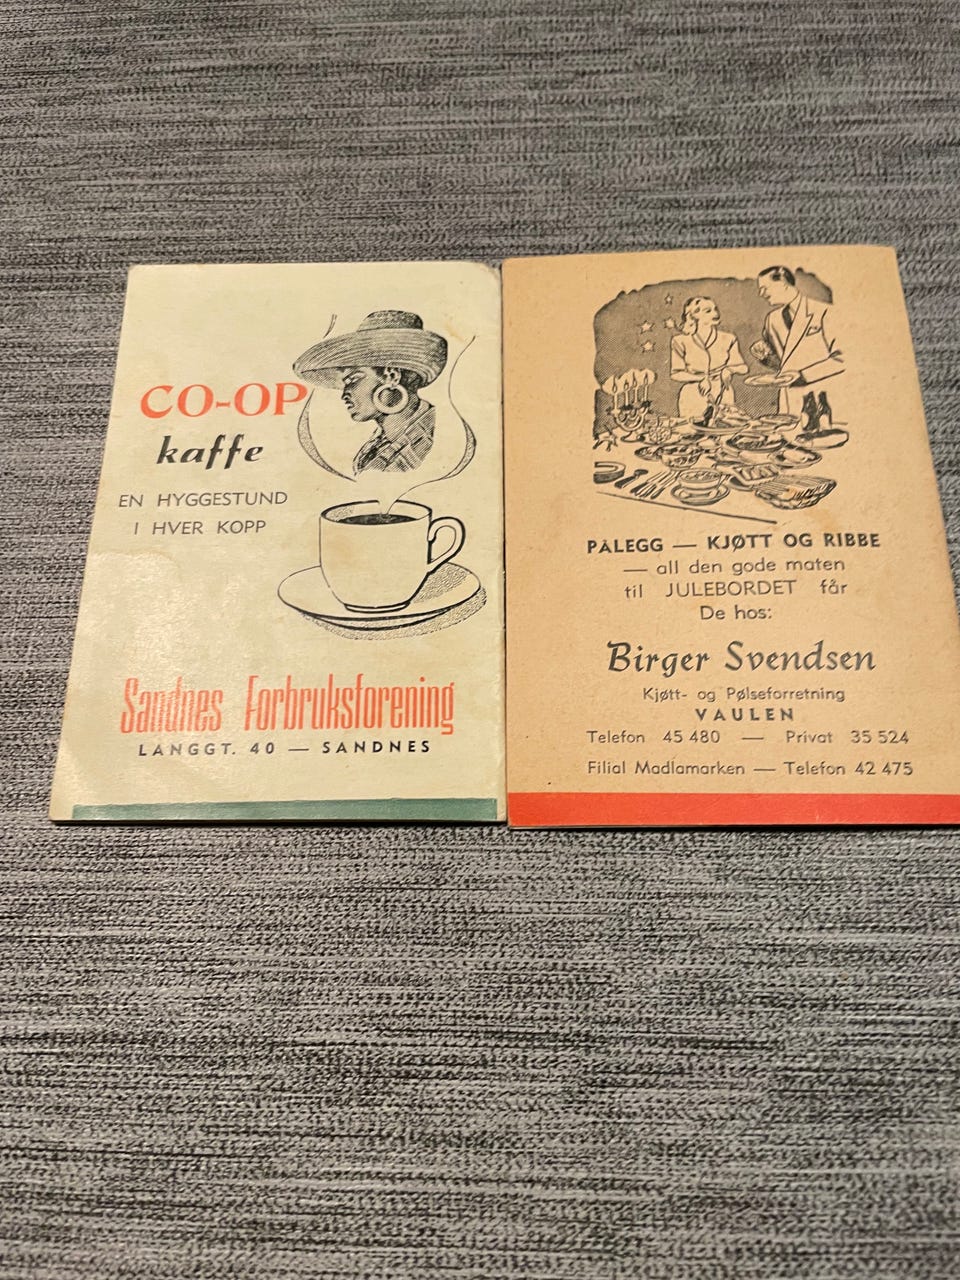 CO-OP
kaffe
EN HYGGESTUND
I HVER KOPP
Sandnes Forbruksforening
LANGGT. 40 — SANDNES
PÅLEGG — KJØTT OG RIBBE
— all den gode maten
til JULEBORDET får
De hos:
Birger Svendsen
Kjøtt- og Pølseforretning
VAULEN
Telefon 45 480 — Privat 35 524
Filial Madlamarken — Telefon 42 475